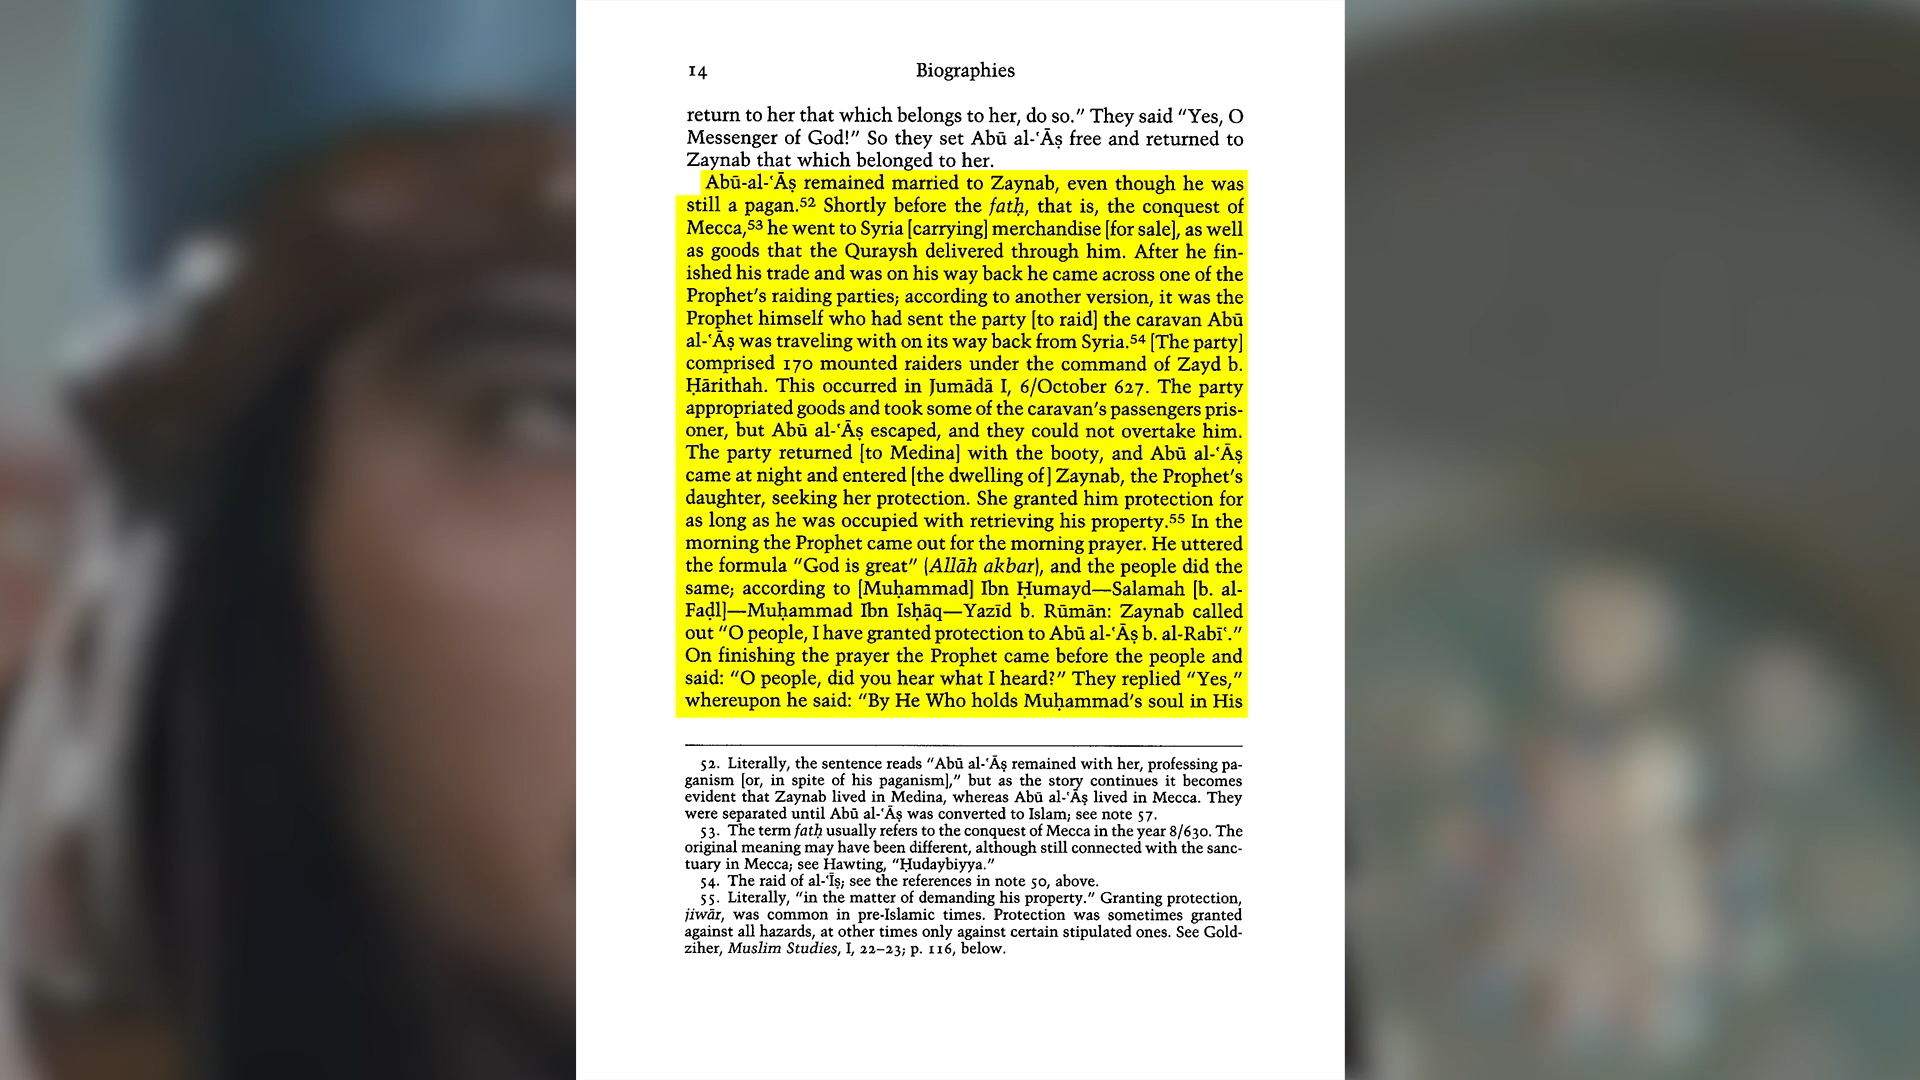 14 Biographies
return to her that which belongs to her, do so.” They said “Yes, O
Messenger of God!” So they set Abū al-ʿĀṣ free and returned to
Zaynab that which belonged to her.
Abū-al-ʿĀṣ remained married to Zaynab, even though he was
still a pagan.52 Shortly before the fatḥ, that is, the conquest of
Mecca,53 he went to Syria [carrying] merchandise [for sale], as well
as goods that the Quraysh delivered through him. After he fin-
ished his trade and was on his way back he came across one of the
Prophet’s raiding parties; according to another version, it was the
Prophet himself who had sent the party [to raid] the caravan Abū
al-ʿĀṣ was traveling with on its way back from Syria.54 [The party]
comprised 170 mounted raiders under the command of Zayd b.
Ḥārithah. This occurred in Jumādā I, 6/October 627. The party
appropriated goods and took some of the caravan’s passengers pris-
oner, but Abū al-ʿĀṣ escaped, and they could not overtake him.
The party returned [to Medina] with the booty, and Abū al-ʿĀṣ
came at night and entered [the dwelling of] Zaynab, the Prophet’s
daughter, seeking her protection. She granted him protection for
as long as he was occupied with retrieving his property.55 In the
morning the Prophet came out for the morning prayer. He uttered
the formula “God is great” (Allāh akbar), and the people did the
same; according to [Muḥammad] Ibn Ḥumayd—Salamah [b. al-
Faḍl]—Muḥammad Ibn Isḥāq—Yazīd b. Rūmān: Zaynab called
out “O people, I have granted protection to Abū al-ʿĀṣ b. al-Rabīʿ.”
On finishing the prayer the Prophet came before the people and
said: “O people, did you hear what I heard?” They replied “Yes,”
whereupon he said: “By He Who holds Muḥammad’s soul in His
52. Literally, the sentence reads “Abū al-ʿĀṣ remained with her, professing pa-
ganism [or, in spite of his paganism],” but as the story continues it becomes
evident that Zaynab lived in Medina, whereas Abū al-ʿĀṣ lived in Mecca. They
were separated until Abū al-ʿĀṣ was converted to Islam; see note 57.
53. The term fatḥ usually refers to the conquest of Mecca in the year 8/630. The
original meaning may have been different, although still connected with the sanc-
tuary in Mecca; see Hawting, “Ḥudaybiyya.”
54. The raid of al-ʿĪṣ; see the references in note 50, above.
55. Literally, “in the matter of demanding his property.” Granting protection,
jiwār, was common in pre-Islamic times. Protection was sometimes granted
against all hazards, at other times only against certain stipulated ones. See Gold-
ziher, Muslim Studies, I, 22–23; p. 116, below.